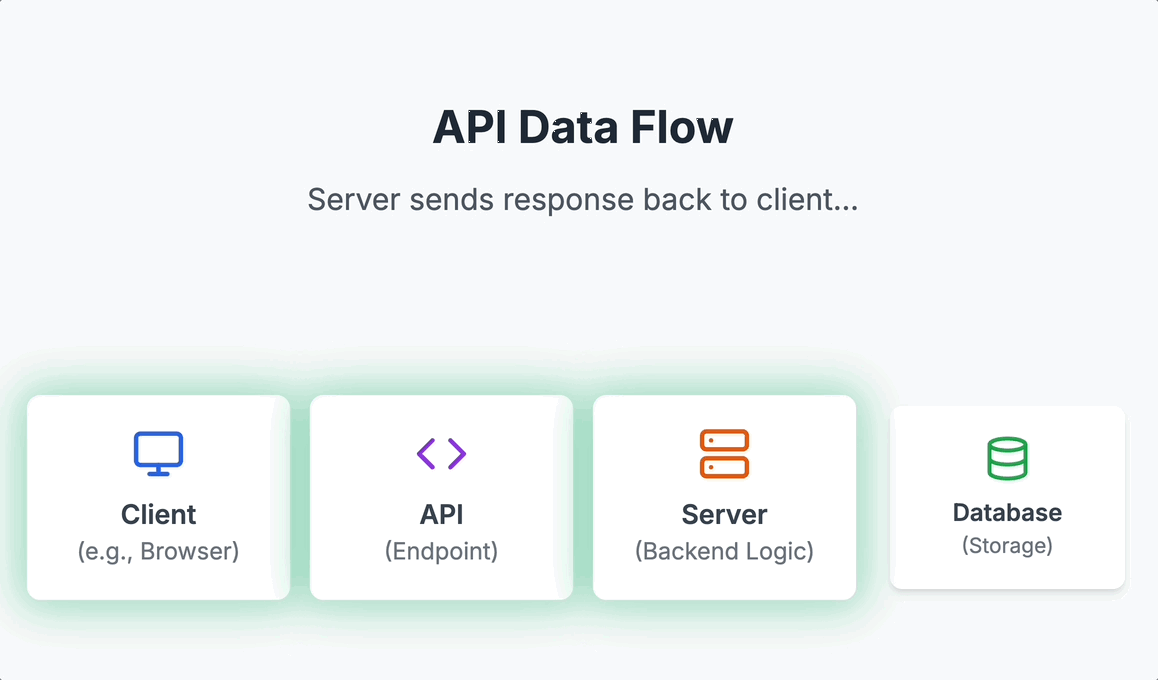 API Data Flow
Server sends response back to client...
Client
(e.g., Browser)
API
(Endpoint)
Server
(Backend Logic)
Database
(Storage)